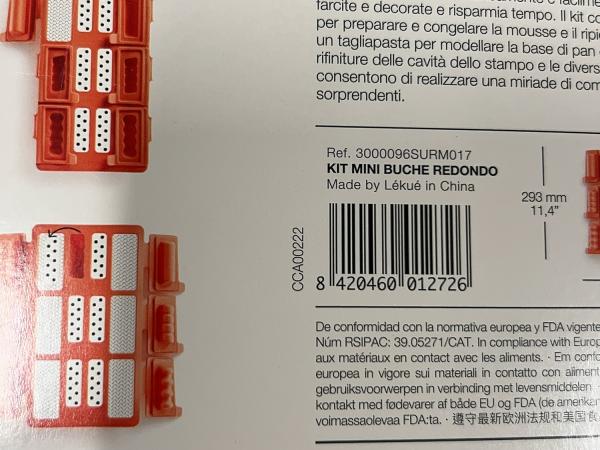 farcite e decorate e risparmia tempo. Il kit co
per preparare e congelare la mousse e il ripi
un tagliapasta per modellare la base di pan
rifiniture delle cavità dello stampo e le divers
consentono di realizzare una miriade di com
sorprendenti.
Ref. 3000096SURM017
KIT MINI BUCHE REDONDO
Made by Lékué in China
293 mm
11,4”
CCA00222
8 420460 012726
De conformidad con la normativa europea y FDA vigente
Núm RSIPAC: 39.05271/CAT. In compliance with Europ
aux matériaux en contact avec les aliments. · Em confo
europea in vigore sui materiali in contatto con aliment
gebruiksvoorwerpen in verbinding met levensmiddelen ·
kontakt med fødevarer af både EU og FDA (de amerikan
voimassaolevaa FDA:ta. · 遵守最新欧洲法规和美国食